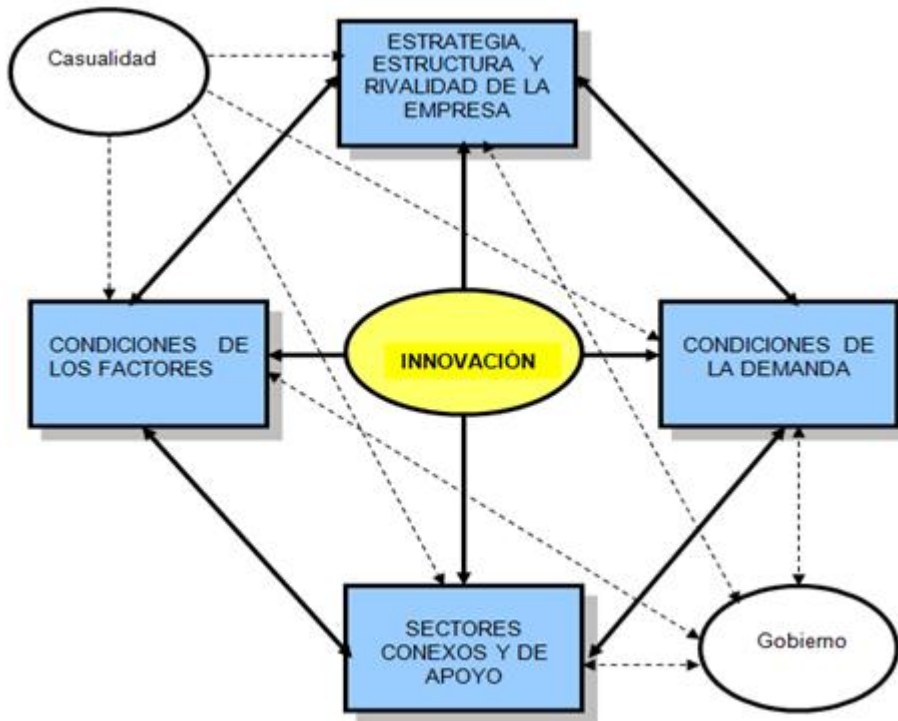 Casualidad
ESTRATEGIA,
ESTRUCTURA Y
RIVALIDAD DE LA
EMPRESA
CONDICIONES DE
LOS FACTORES
INNOVACIÓN
CONDICIONES DE
LA DEMANDA
SECTORES
CONEXOS Y DE
APOYO
Gobierno